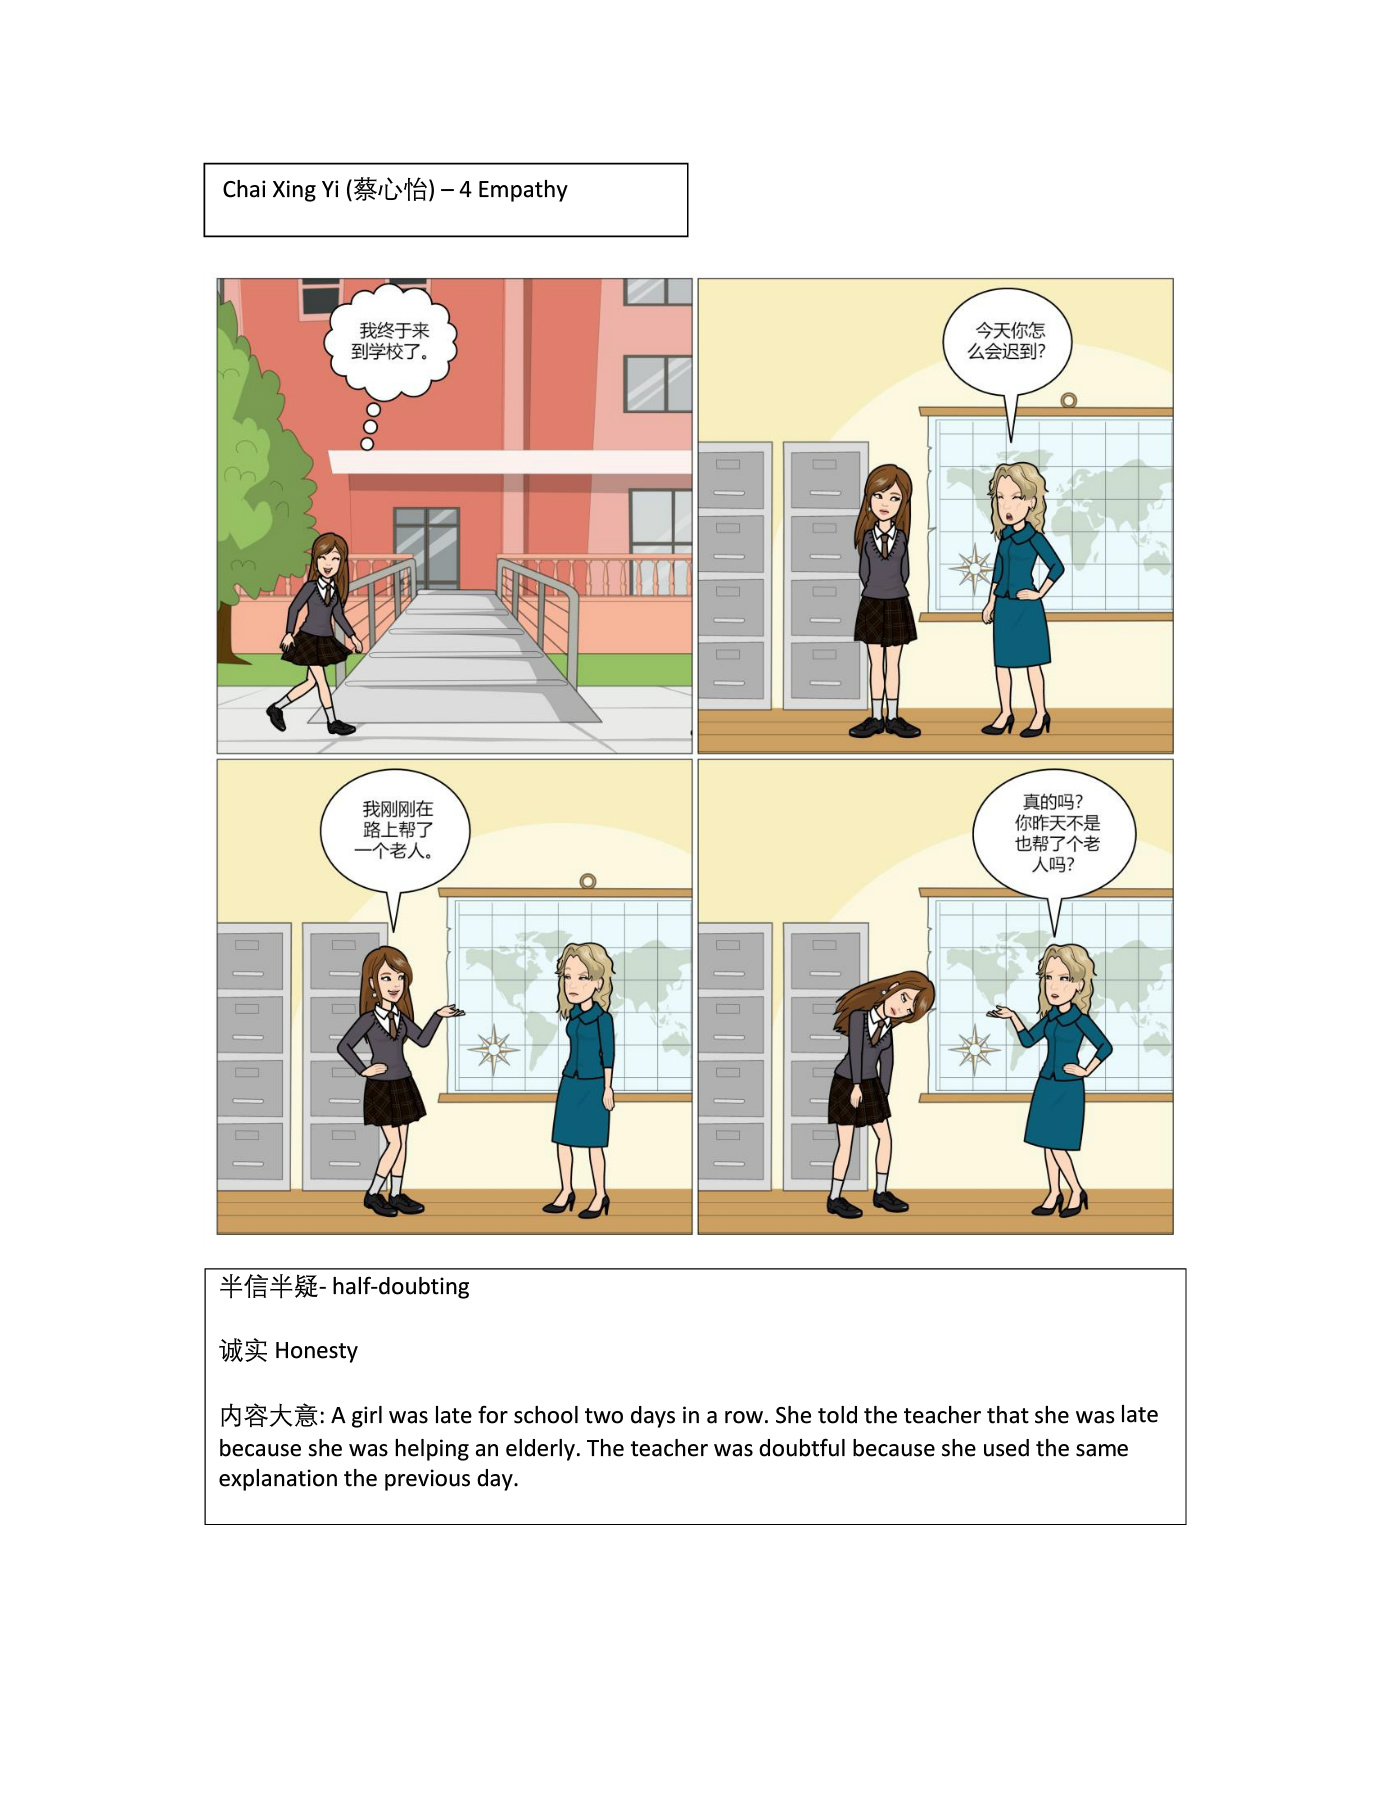 Chai Xing Yi (蔡心怡) – 4 Empathy
我终于来
到学校了。
今天你怎
么会迟到?
我刚刚在
路上帮了
一个老人。
真的吗?
你昨天不是
也帮了个老
人吗?
半信半疑- half-doubting
诚实 Honesty
内容大意: A girl was late for school two days in a row. She told the teacher that she was late
because she was helping an elderly. The teacher was doubtful because she used the same
explanation the previous day.